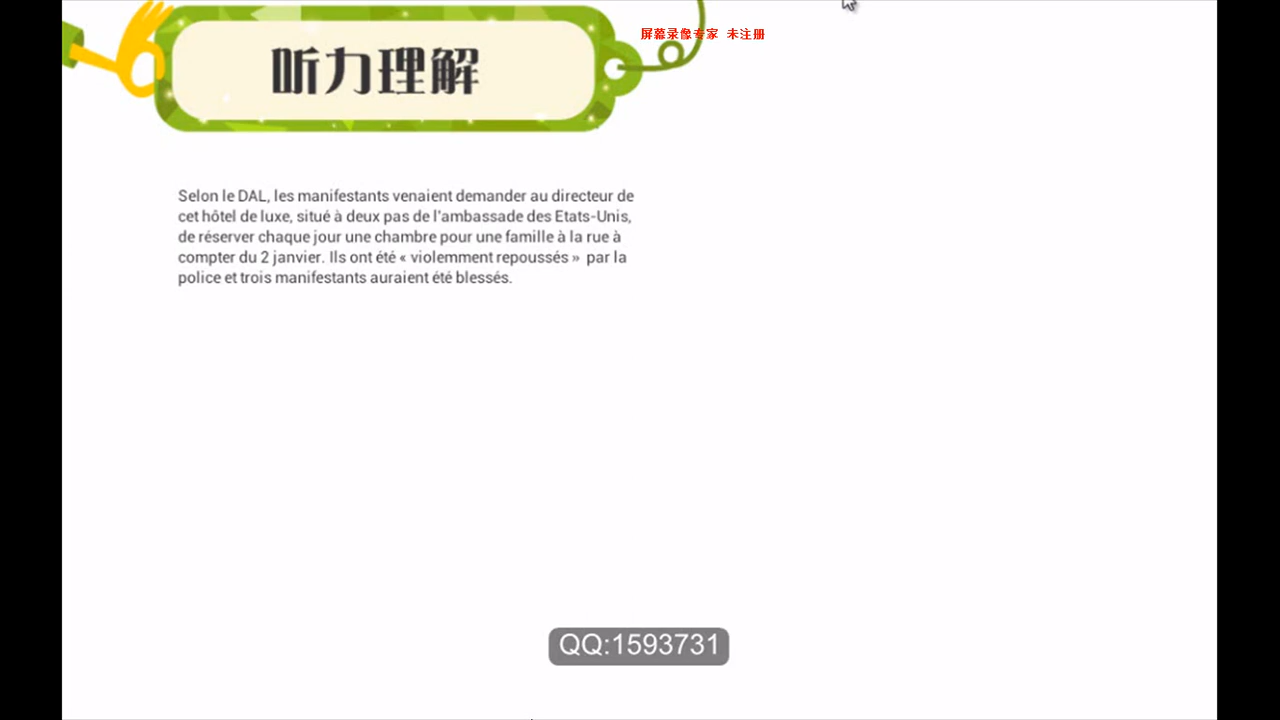 屏幕录像专家 未注册
听力理解
Selon le DAL, les manifestants venaient demander au directeur de
cet hôtel de luxe, situé à deux pas de l'ambassade des Etats-Unis,
de réserver chaque jour une chambre pour une famille à la rue à
compter du 2 janvier. Ils ont été « violemment repoussés »  par la
police et trois manifestants auraient été blessés.
QQ:1593731